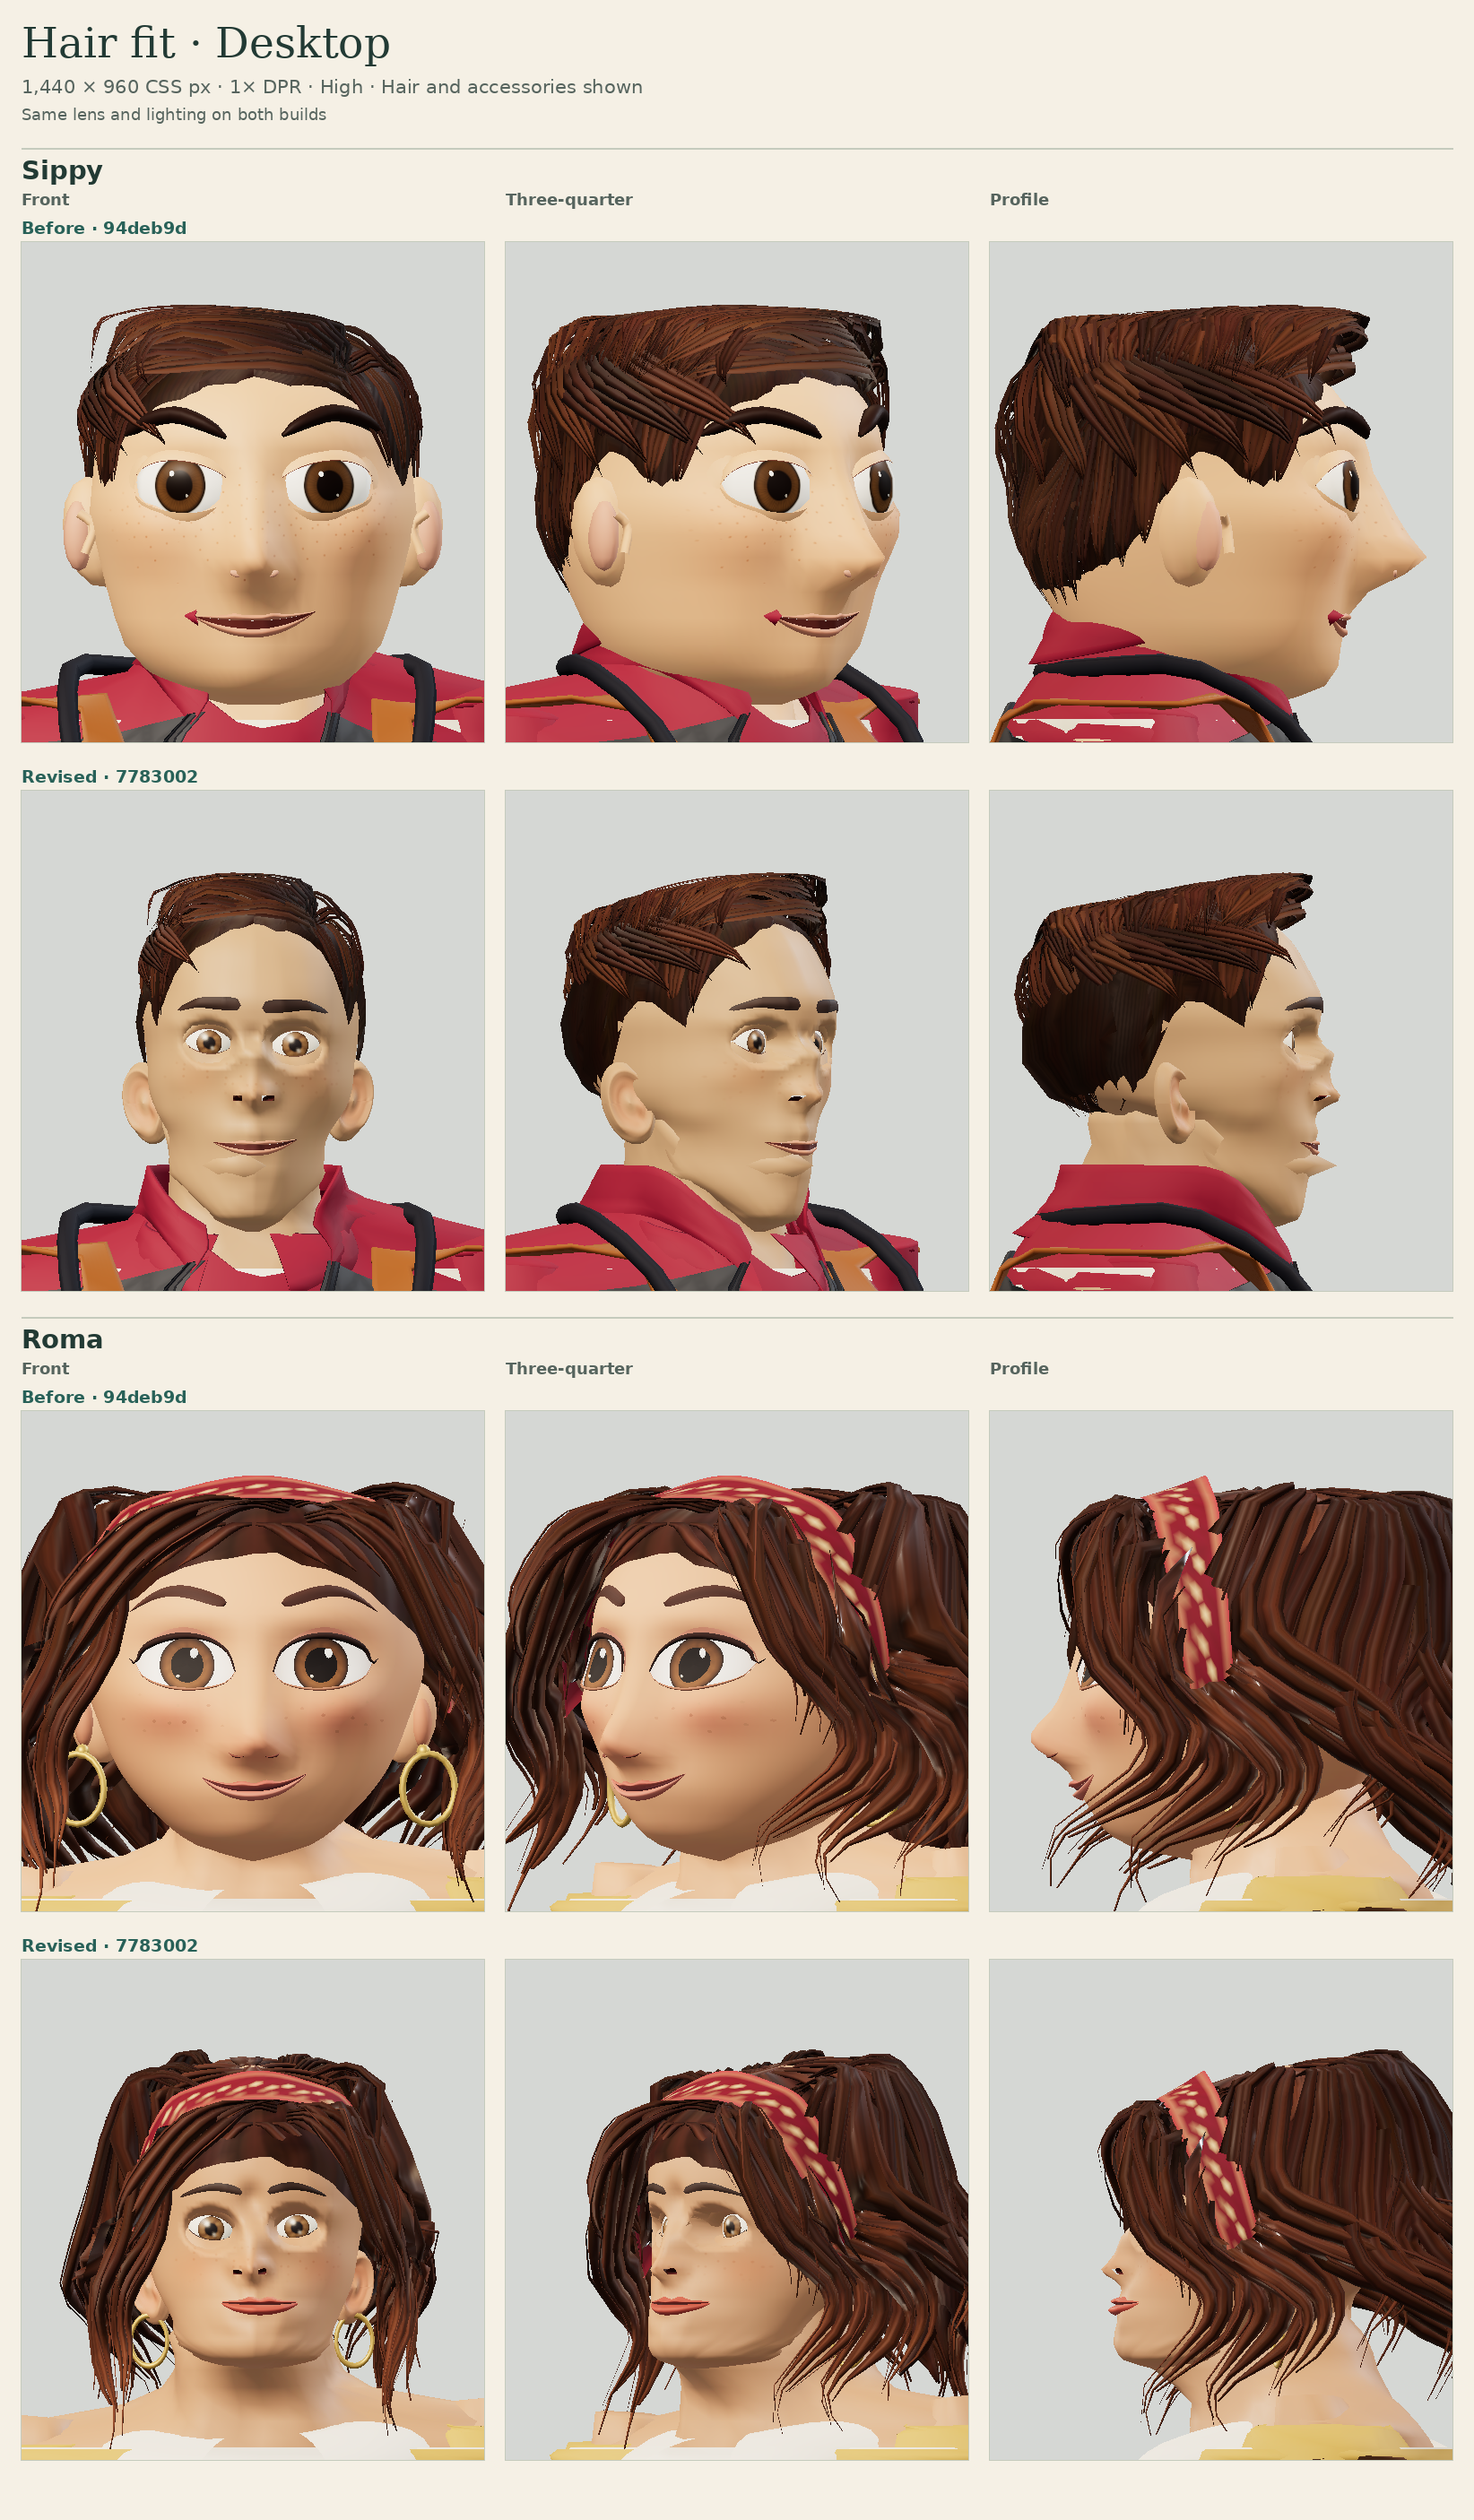 Hair fit · Desktop
1,440 × 960 CSS px · 1× DPR · High · Hair and accessories shown
Same lens and lighting on both builds
Sippy
Front Three-quarter Profile
Before · 94deb9d
Revised · 7783002
Roma
Front Three-quarter Profile
Before · 94deb9d
Revised · 7783002